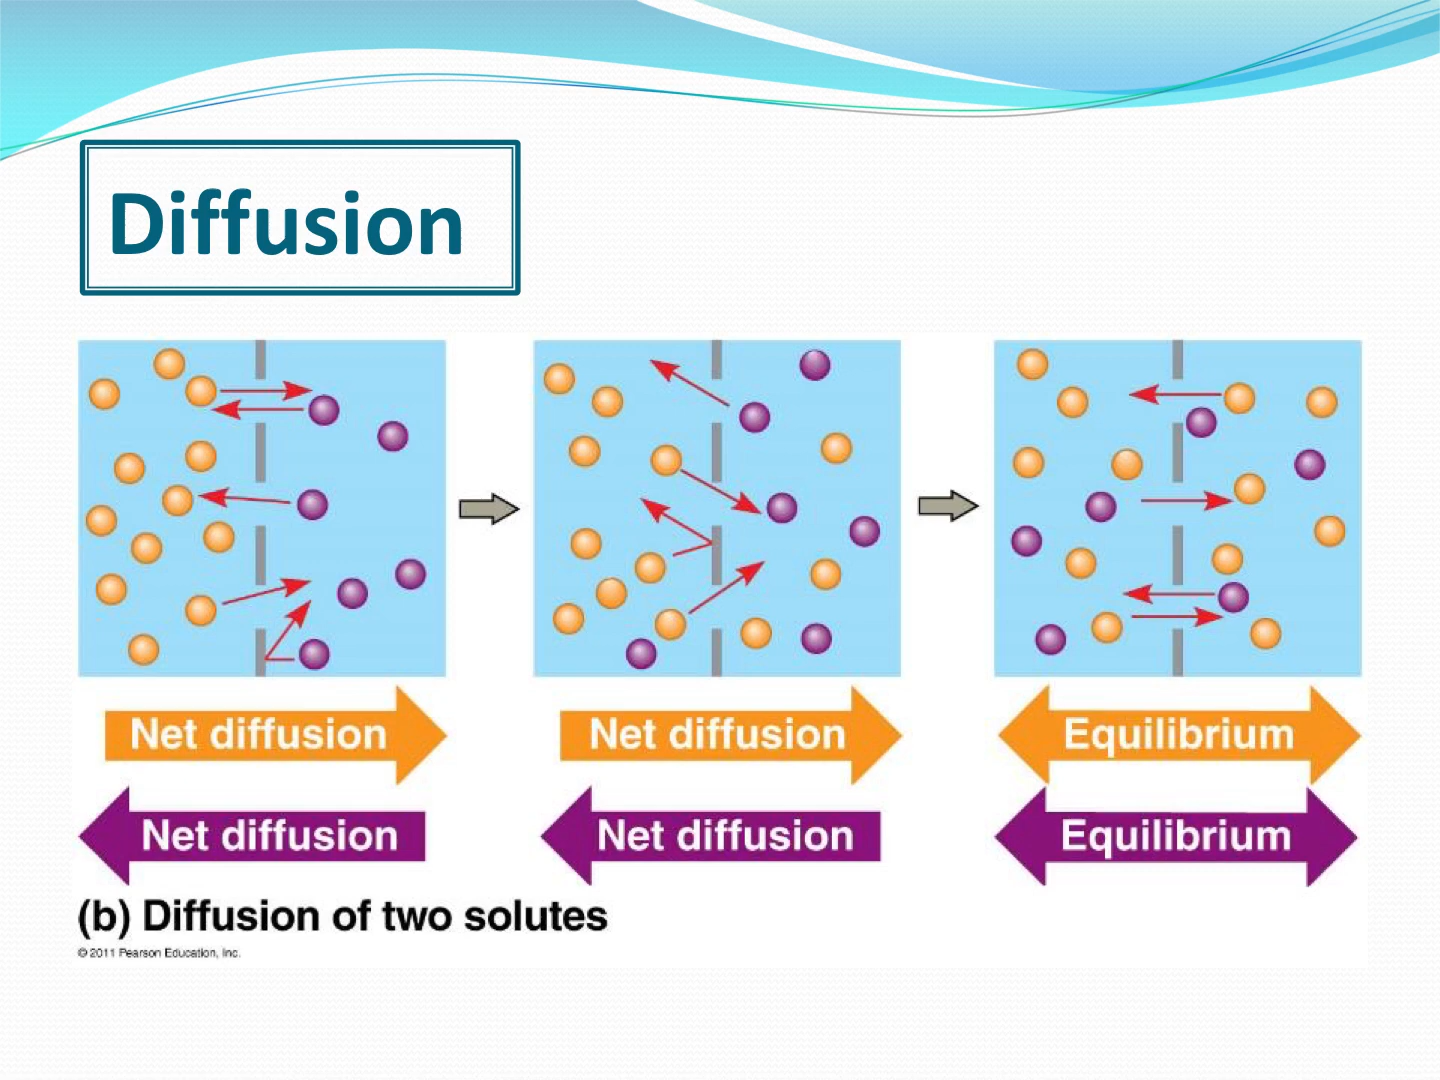 Diffusion
Net diffusion
Net diffusion
Equilibrium
Net diffusion
Net diffusion
Equilibrium
(b) Diffusion of two solutes
© 2011 Pearson Education, Inc.